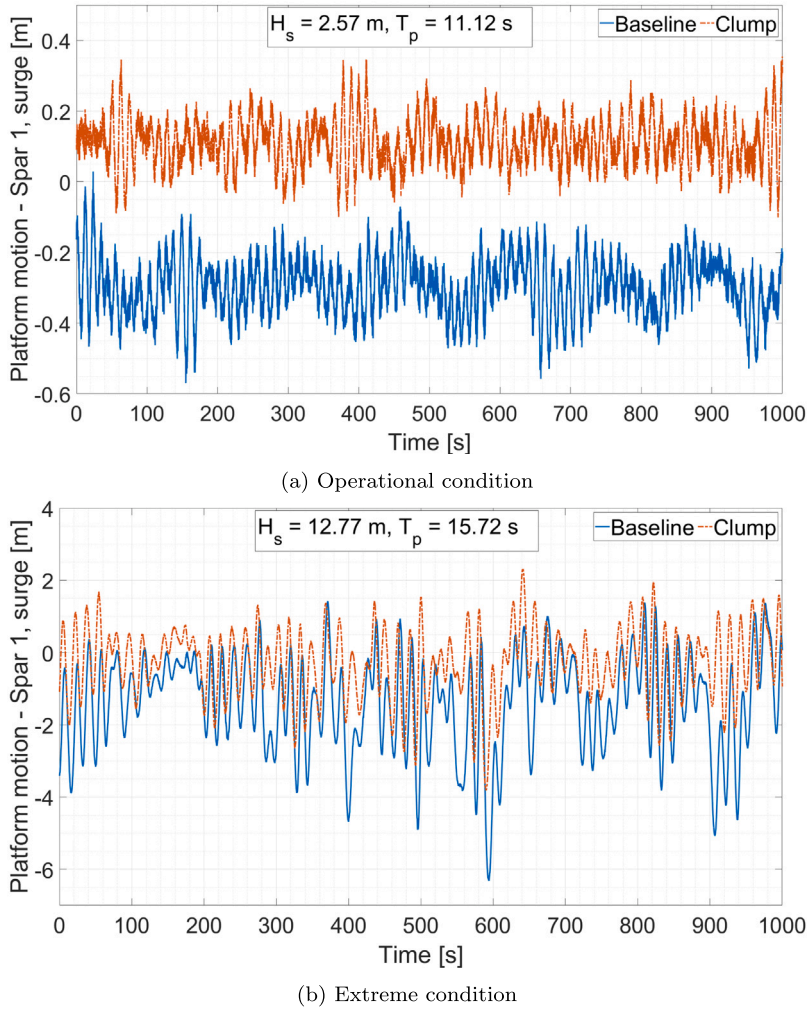 H_s = 2.57 m, T_p = 11.12 s
Baseline Clump
Platform motion - Spar 1, surge [m]
0.5
0.4
0.2
0
-0.2
-0.4
-0.6
0 100 200 300 400 500 600 700 800 900 1000
Time [s]
(a) Operational condition
H_s = 12.77 m, T_p = 15.72 s
Baseline Clump
Platform motion - Spar 1, surge [m]
4
2
0
-2
-4
-6
0 100 200 300 400 500 600 700 800 900 1000
Time [s]
(b) Extreme condition